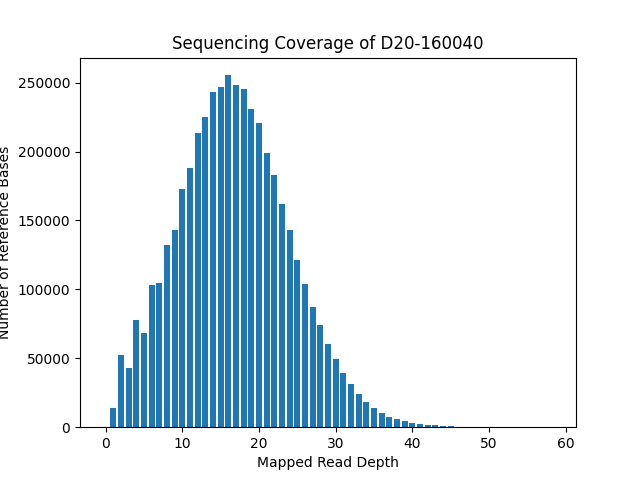 Sequencing Coverage of D20-160040
250000
200000
150000
100000
50000
0
Number of Reference Bases
0 10 20 30 40 50 60
Mapped Read Depth